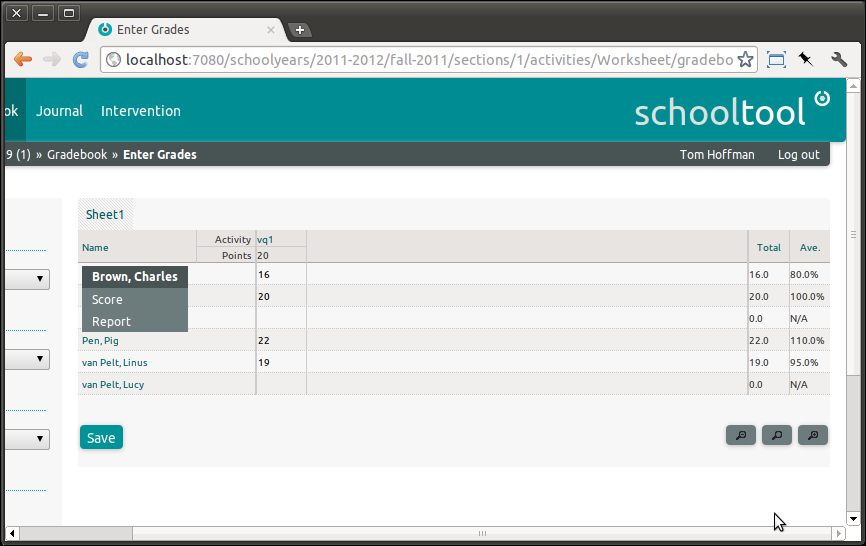 Enter Grades
localhost:7080/schoolyears/2011-2012/fall-2011/sections/1/activities/Worksheet/gradebo
ok Journal Intervention
schooltool
9 (1) » Gradebook » Enter Grades Tom Hoffman Log out
Sheet1
Name Activity vq1 Total Ave.
Points 20
Brown, Charles 16 16.0 80.0%
Score 20 20.0 100.0%
Report 0.0 N/A
Pen, Pig 22 22.0 110.0%
van Pelt, Linus 19 19.0 95.0%
van Pelt, Lucy 0.0 N/A
Save